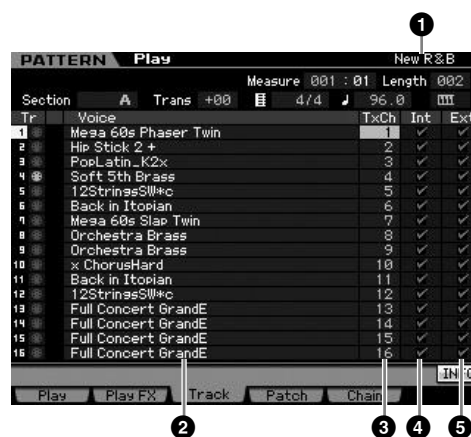 1
PATTERN Play New R&B
Measure 001 : 01 Length 002
Section A Trans +00 4/4 96.0
Tr Voice TxCh Int Ext
1 Mega 60s Phaser Twin 1
2 Hip Stick 2 + 2
3 PopLatin_K2x 3
4 Soft 5th Brass 4
5 12StringsSW*c 5
6 Back in Itopian 6
7 Mega 60s Slap Twin 7
8 Orchestra Brass 8
9 Orchestra Brass 9
10 x ChorusHard 10
11 Back in Itopian 11
12 12StringsSW*c 12
13 Full Concert GrandE 13
14 Full Concert GrandE 14
15 Full Concert GrandE 15
16 Full Concert GrandE 16
INFO
Play Play FX Track Patch Chain
2 3 4 5